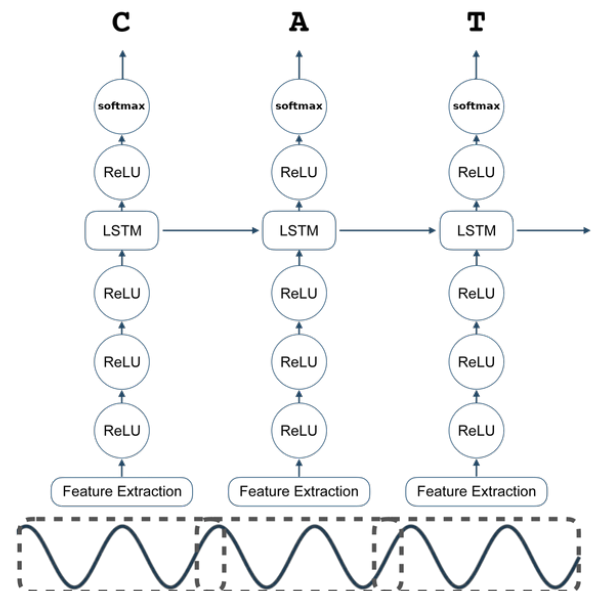 C A T
softmax softmax softmax
ReLU ReLU ReLU
LSTM LSTM LSTM
ReLU ReLU ReLU
ReLU ReLU ReLU
ReLU ReLU ReLU
Feature Extraction Feature Extraction Feature Extraction